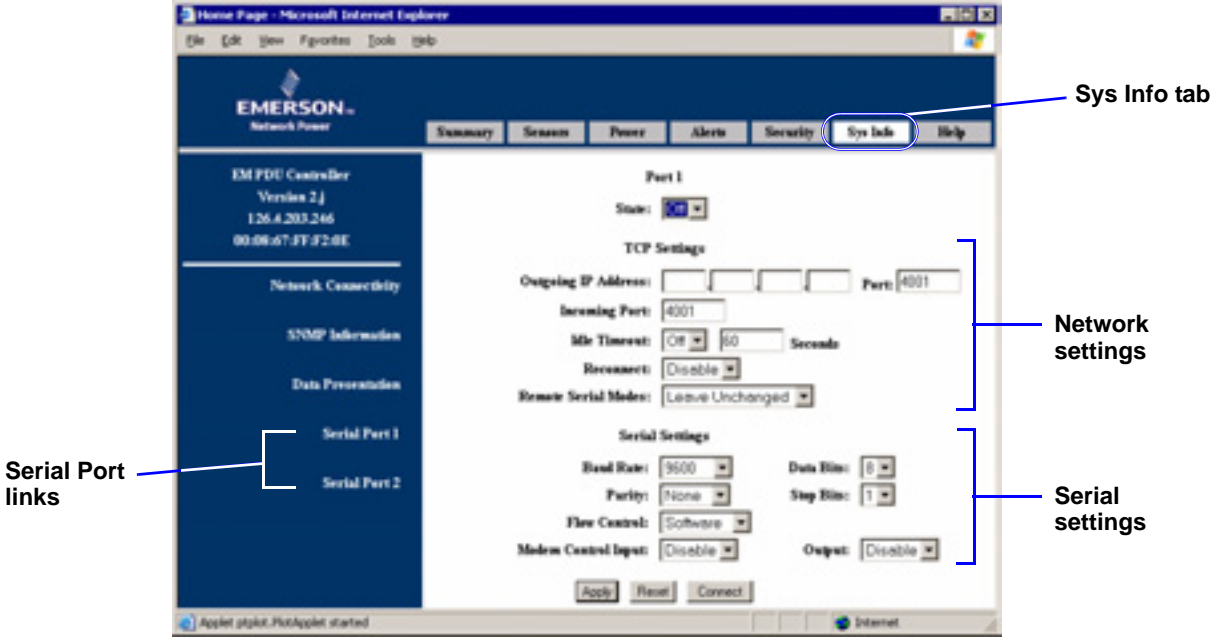 Home Page - Microsoft Internet Explorer
File Edit View Favorites Tools Help
EMERSON™
Network Power
Summary Sensors Power Alerts Security Sys Info Help
Sys Info tab
EM PDU Controller
Version 2.j
126.4.203.246
00:08:67:FF:F2:0E
Network Connectivity
SNMP Information
Data Presentation
Serial Port 1
Serial Port 2
Serial Port
links
Port 1
State: Off
TCP Settings
Outgoing IP Address: . . . Port: 4001
Incoming Port: 4001
Idle Timeout: Off 60 Seconds
Reconnect: Disable
Remote Serial Modes: Leave Unchanged
Network
settings
Serial Settings
Baud Rate: 9600 Data Bits: 8
Parity: None Stop Bits: 1
Flow Control: Software
Modem Control Input: Disable Output: Disable
Serial
settings
Apply Reset Connect
Applet ptplot.PlotApplet started Internet